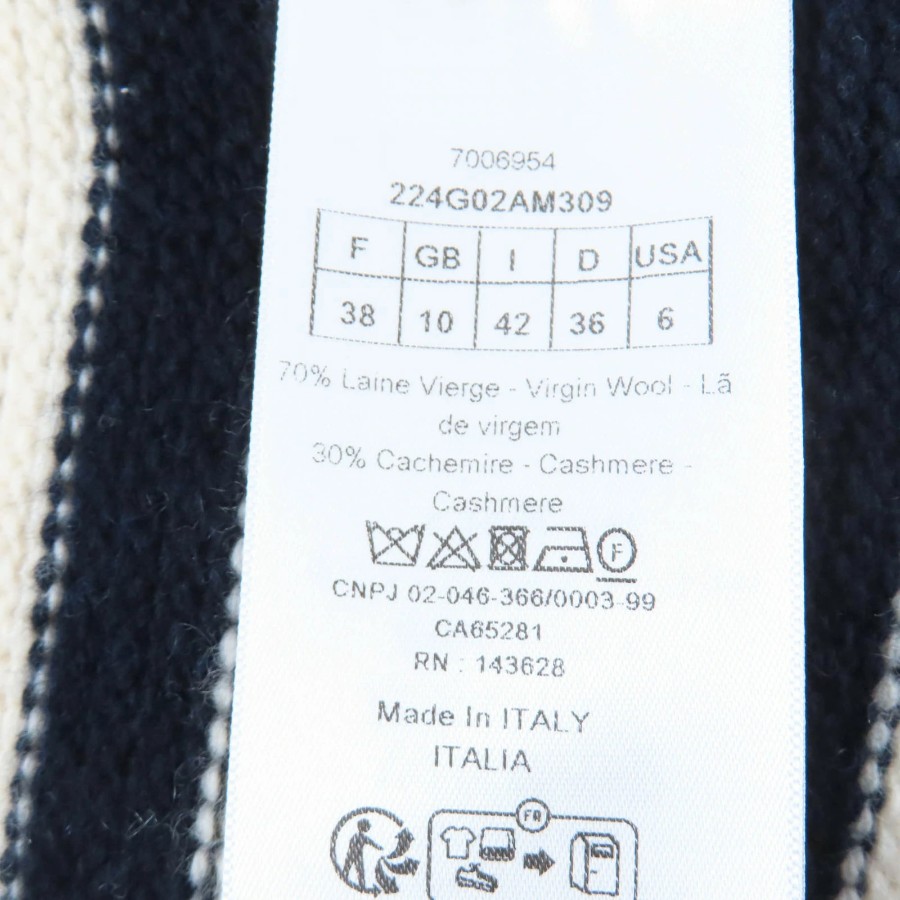 7006954
224G02AM309
F GB I D USA
38 10 42 36 6
70% Laine Vierge - Virgin Wool - Lã
de virgem
30% Cachemire - Cashmere -
Cashmere
F
CNPJ 02-046-366/0003-99
CA65281
RN : 143628
Made In ITALY
ITALIA
FR